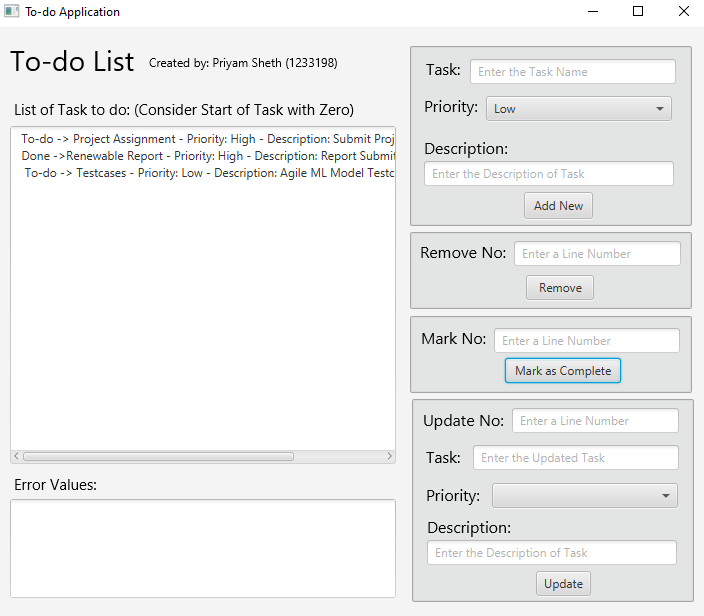 To-do Application
To-do List
Created by: Priyam Sheth (1233198)
List of Task to do: (Consider Start of Task with Zero)
To-do -> Project Assignment - Priority: High - Description: Submit Proj
Done ->Renewable Report - Priority: High - Description: Report Submit
To-do -> Testcases - Priority: Low - Description: Agile ML Model Testc
Error Values:
Task:
Enter the Task Name
Priority:
Low
Description:
Enter the Description of Task
Add New
Remove No:
Enter a Line Number
Remove
Mark No:
Enter a Line Number
Mark as Complete
Update No:
Enter a Line Number
Task:
Enter the Updated Task
Priority:
Description:
Enter the Description of Task
Update